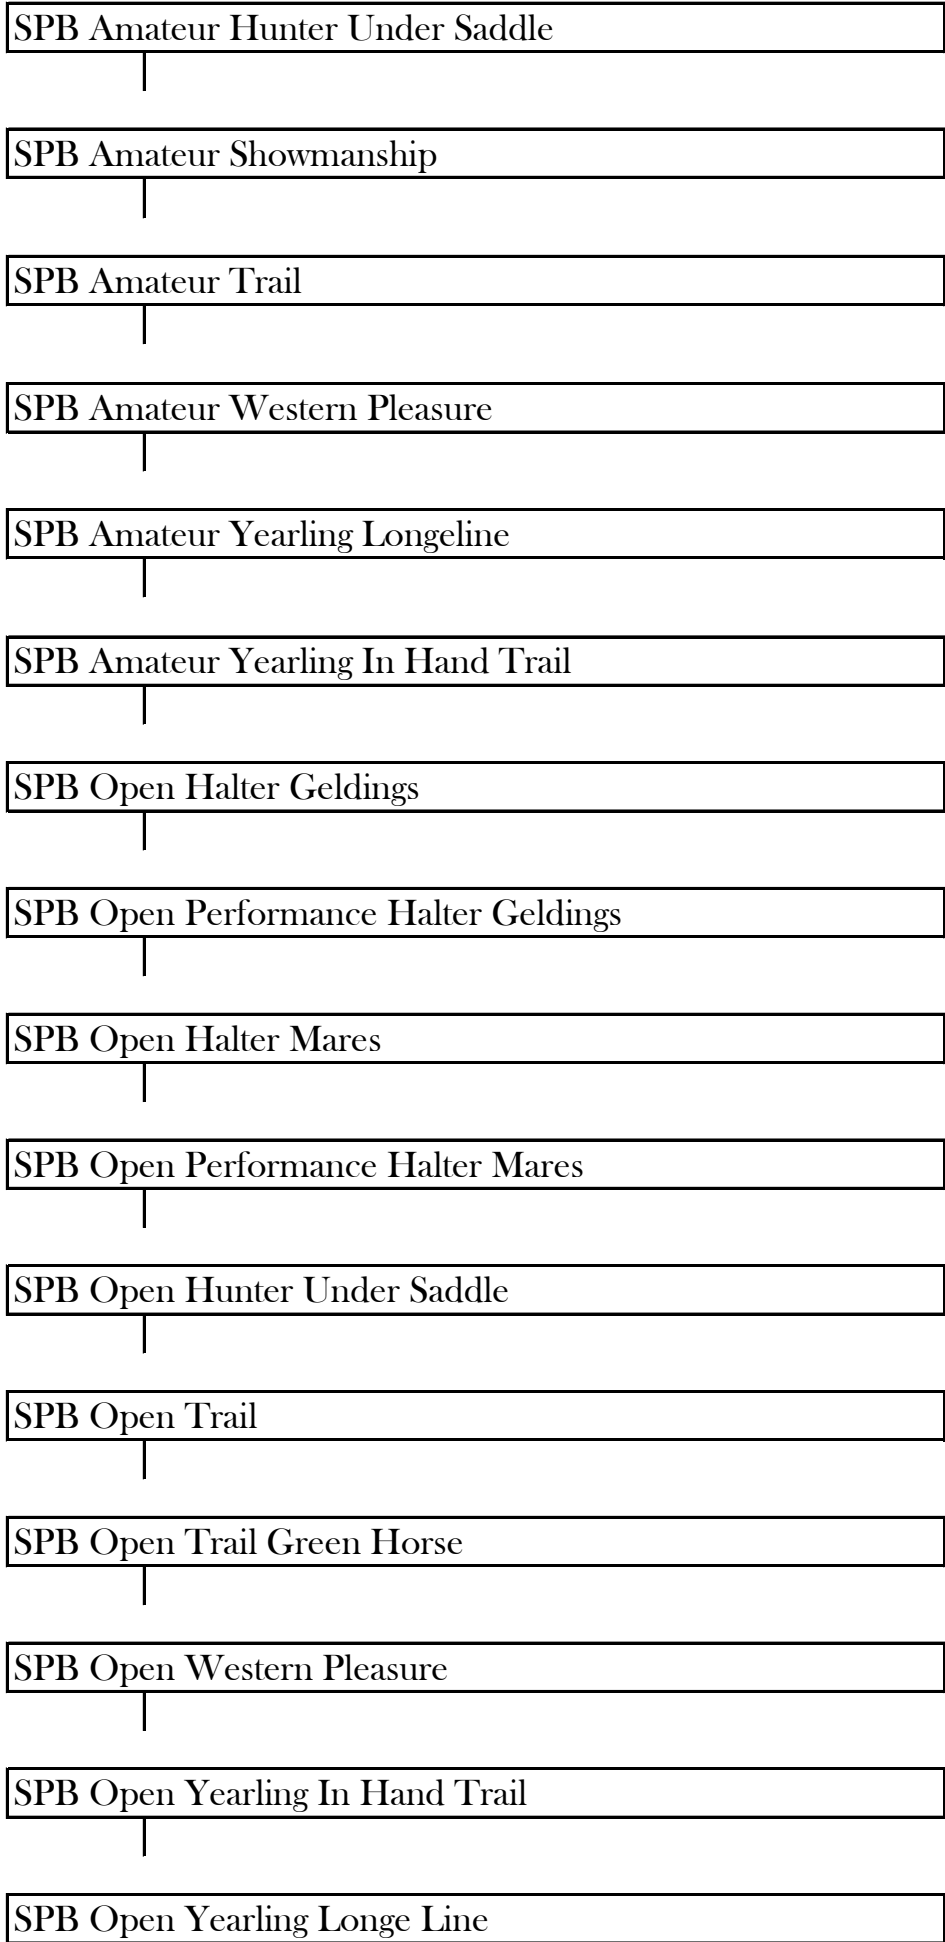 SPB Amateur Hunter Under Saddle
SPB Amateur Showmanship
SPB Amateur Trail
SPB Amateur Western Pleasure
SPB Amateur Yearling Longeline
SPB Amateur Yearling In Hand Trail
SPB Open Halter Geldings
SPB Open Performance Halter Geldings
SPB Open Halter Mares
SPB Open Performance Halter Mares
SPB Open Hunter Under Saddle
SPB Open Trail
SPB Open Trail Green Horse
SPB Open Western Pleasure
SPB Open Yearling In Hand Trail
SPB Open Yearling Longe Line